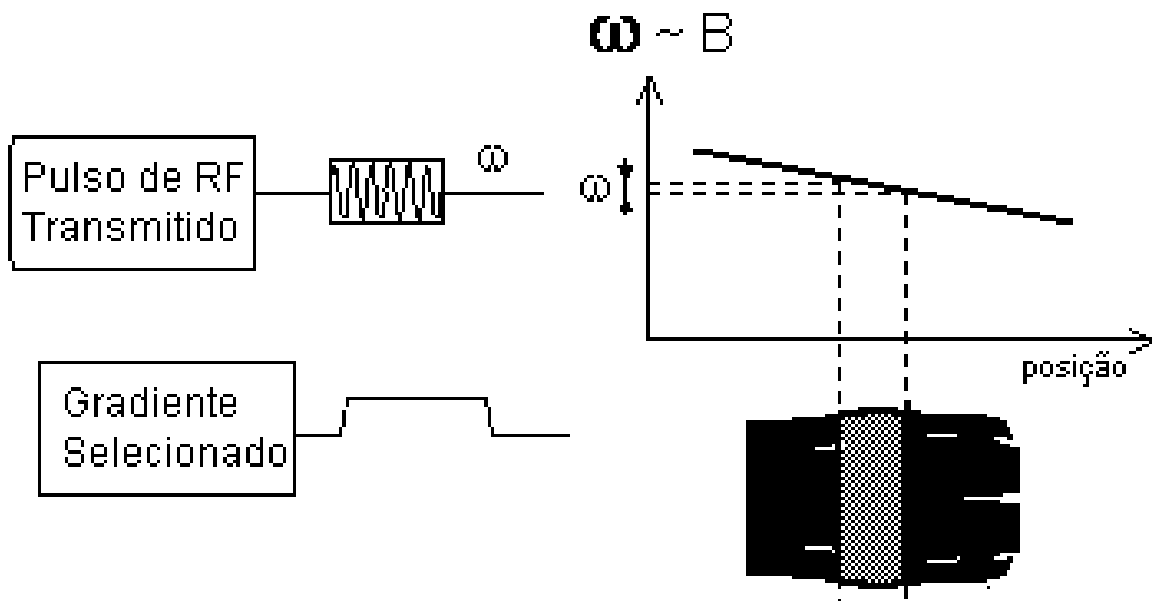 ω ~ B
Pulso de RF
Transmitido
ω
ω
posição
Gradiente
Selecionado